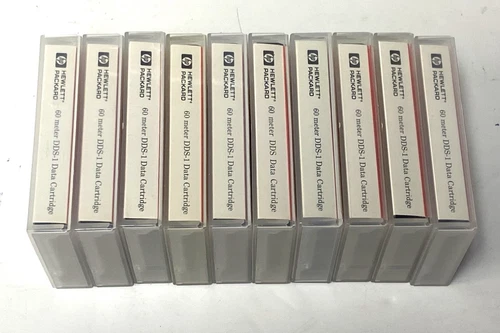 HEWLETT®
PACKARD
60 meter DDS-1 Data Cartridge
HEWLETT®
PACKARD
60 meter DDS-1 Data Cartridge
HEWLETT®
PACKARD
60 meter DDS-1 Data Cartridge
HEWLETT®
PACKARD
60 meter DDS-1 Data Cartridge
HEWLETT®
PACKARD
60 meter DDS-1 Data Cartridge
HEWLETT®
PACKARD
60 meter DDS Data Cartridge
HEWLETT®
PACKARD
60 meter DDS-1 Data Cartridge
HEWLETT®
PACKARD
60 meter DDS-1 Data Cartridge
HEWLETT®
PACKARD
60 meter DDS-1 Data Cartridge
HEWLETT®
PACKARD
60 meter DDS-1 Data Cartridge